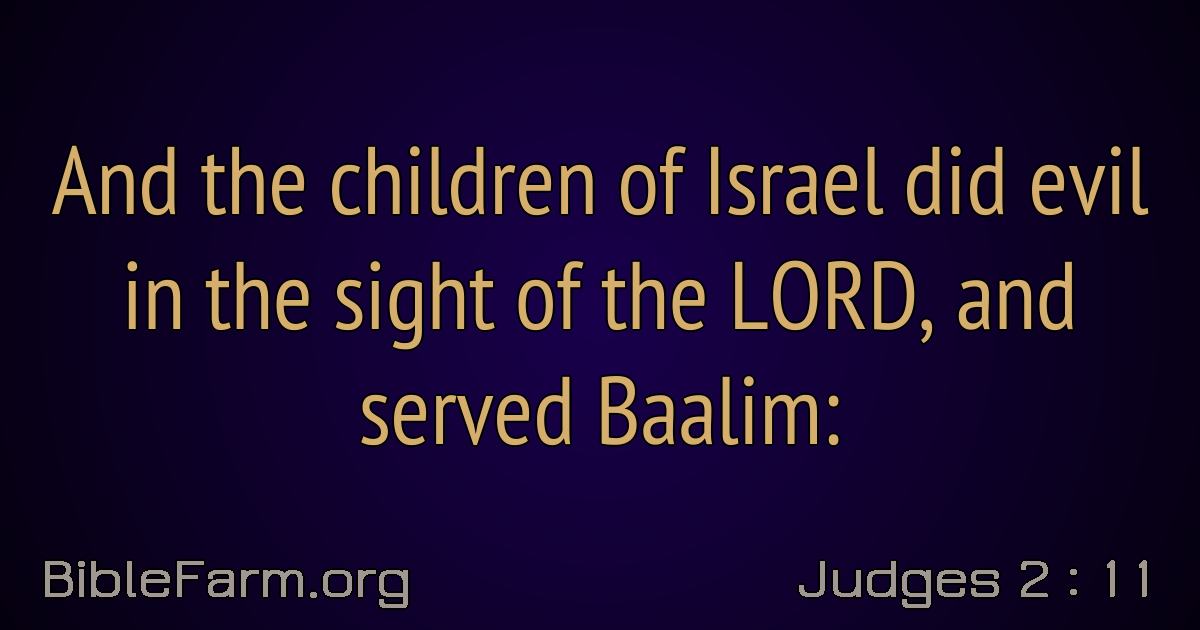 And the children of Israel did evil
in the sight of the LORD, and
served Baalim:
BibleFarm.org
Judges 2 : 11